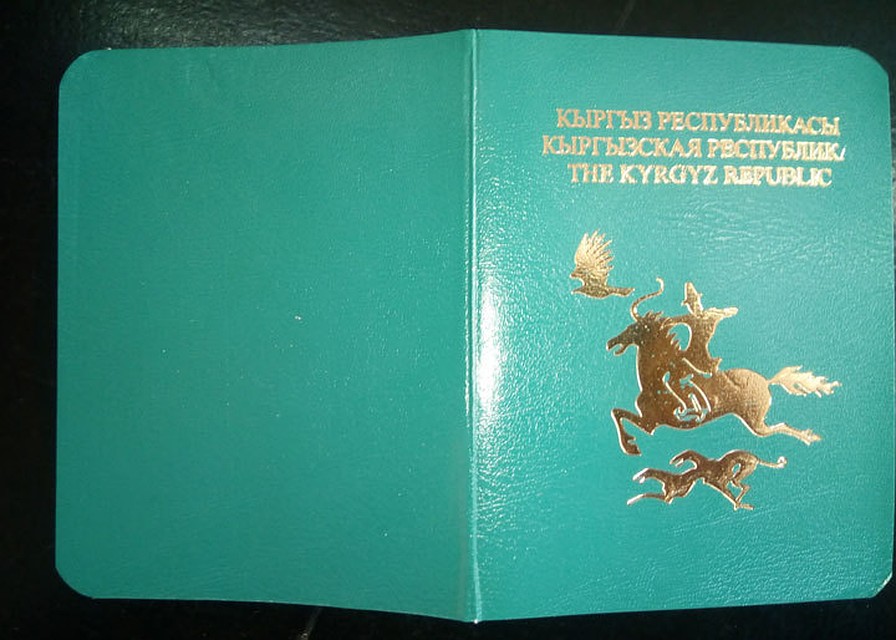 КЫРГЫЗ РЕСПУБЛИКАСЫ
КЫРГЫЗСКАЯ РЕСПУБЛИКА
THE KYRGYZ REPUBLIC